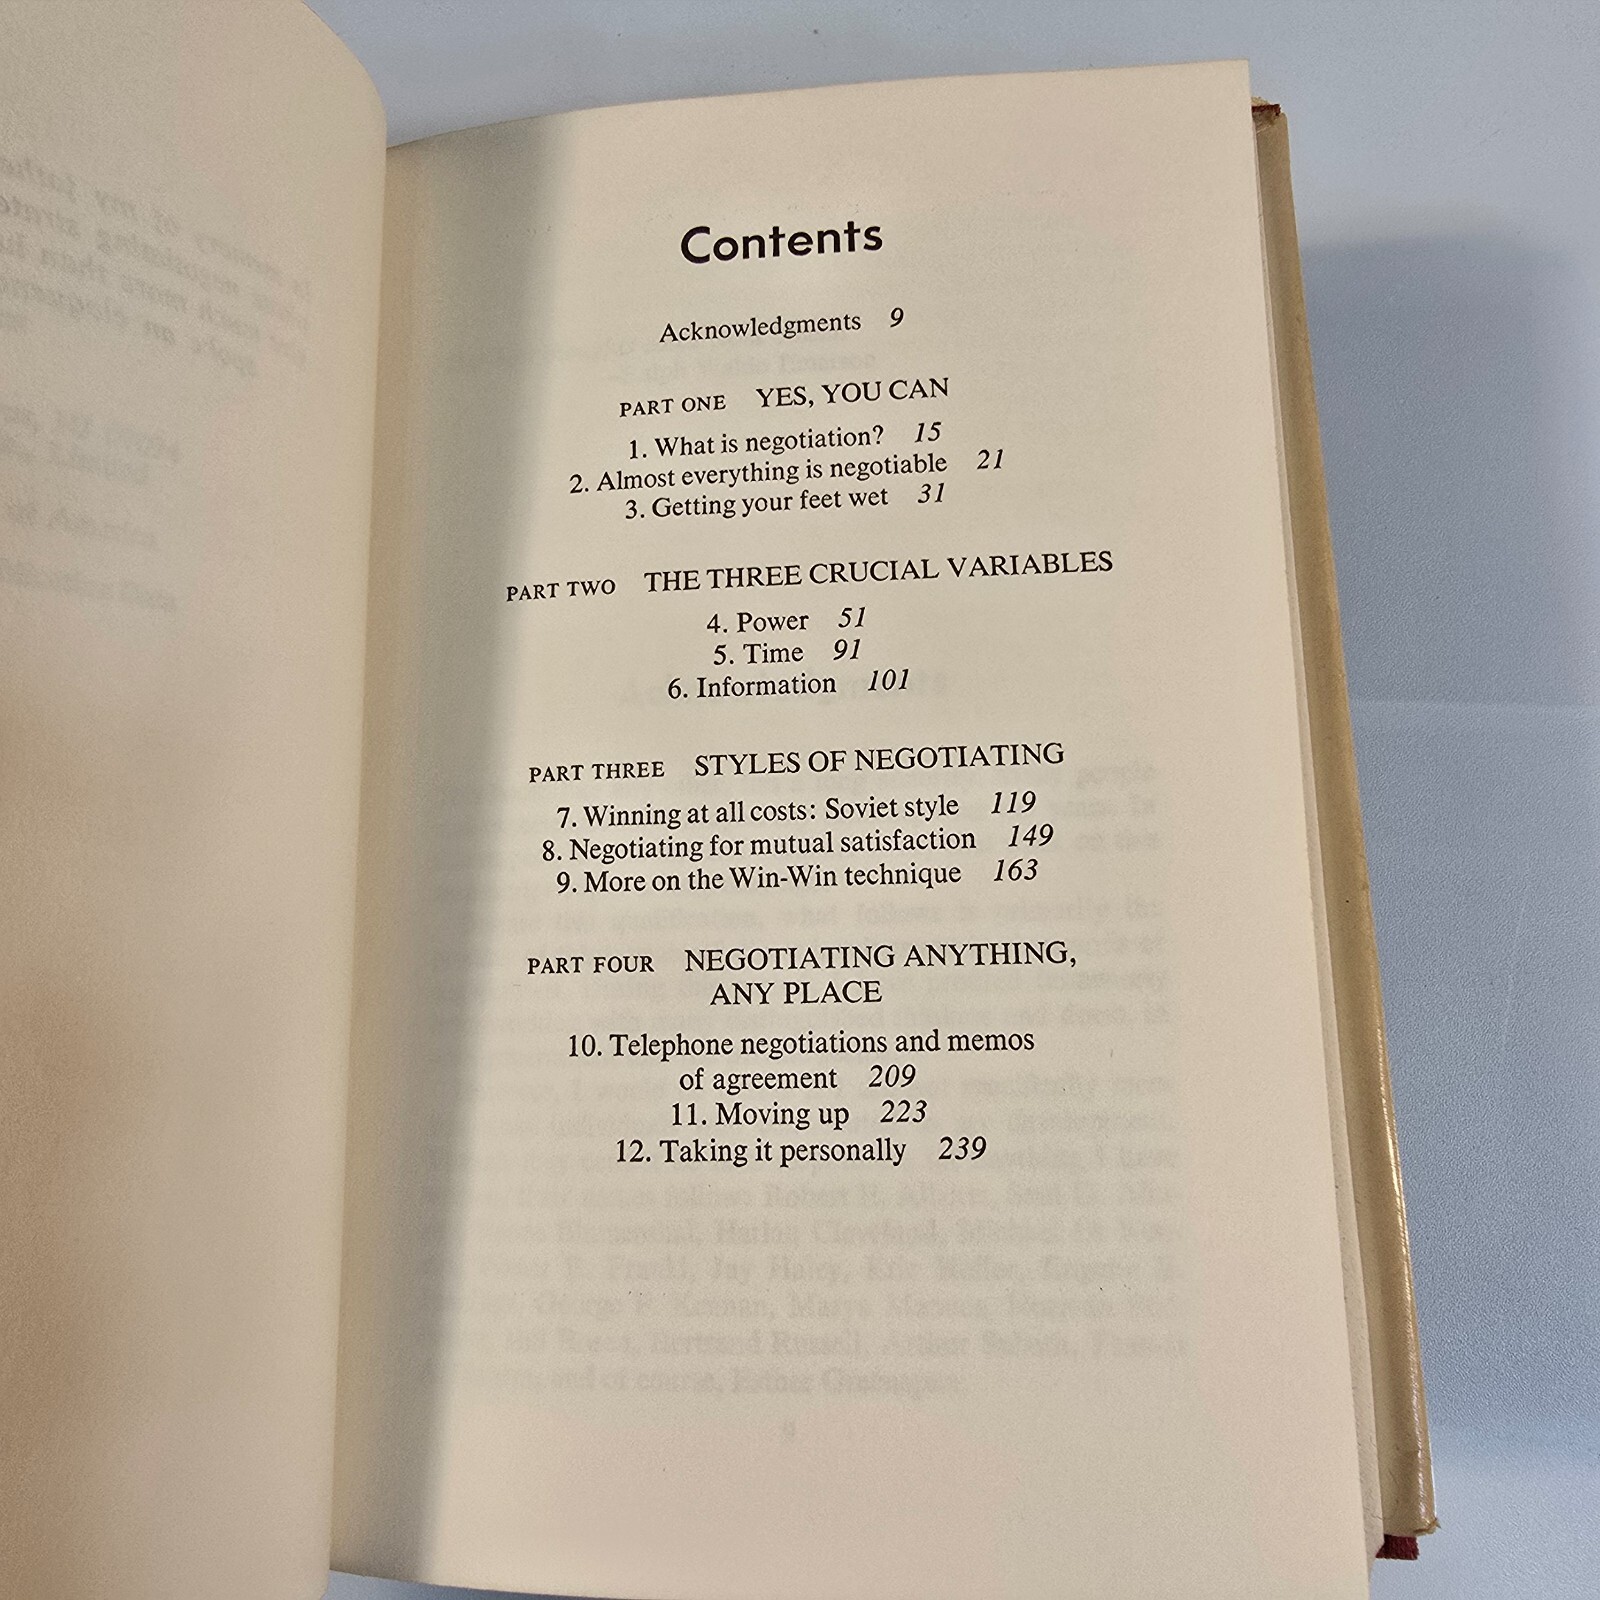 Contents
Acknowledgments 9
PART ONE YES, YOU CAN
1. What is negotiation? 15
2. Almost everything is negotiable 21
3. Getting your feet wet 31
PART TWO THE THREE CRUCIAL VARIABLES
4. Power 51
5. Time 91
6. Information 101
PART THREE STYLES OF NEGOTIATING
7. Winning at all costs: Soviet style 119
8. Negotiating for mutual satisfaction 149
9. More on the Win-Win technique 163
PART FOUR NEGOTIATING ANYTHING,
ANY PLACE
10. Telephone negotiations and memos
of agreement 209
11. Moving up 223
12. Taking it personally 239